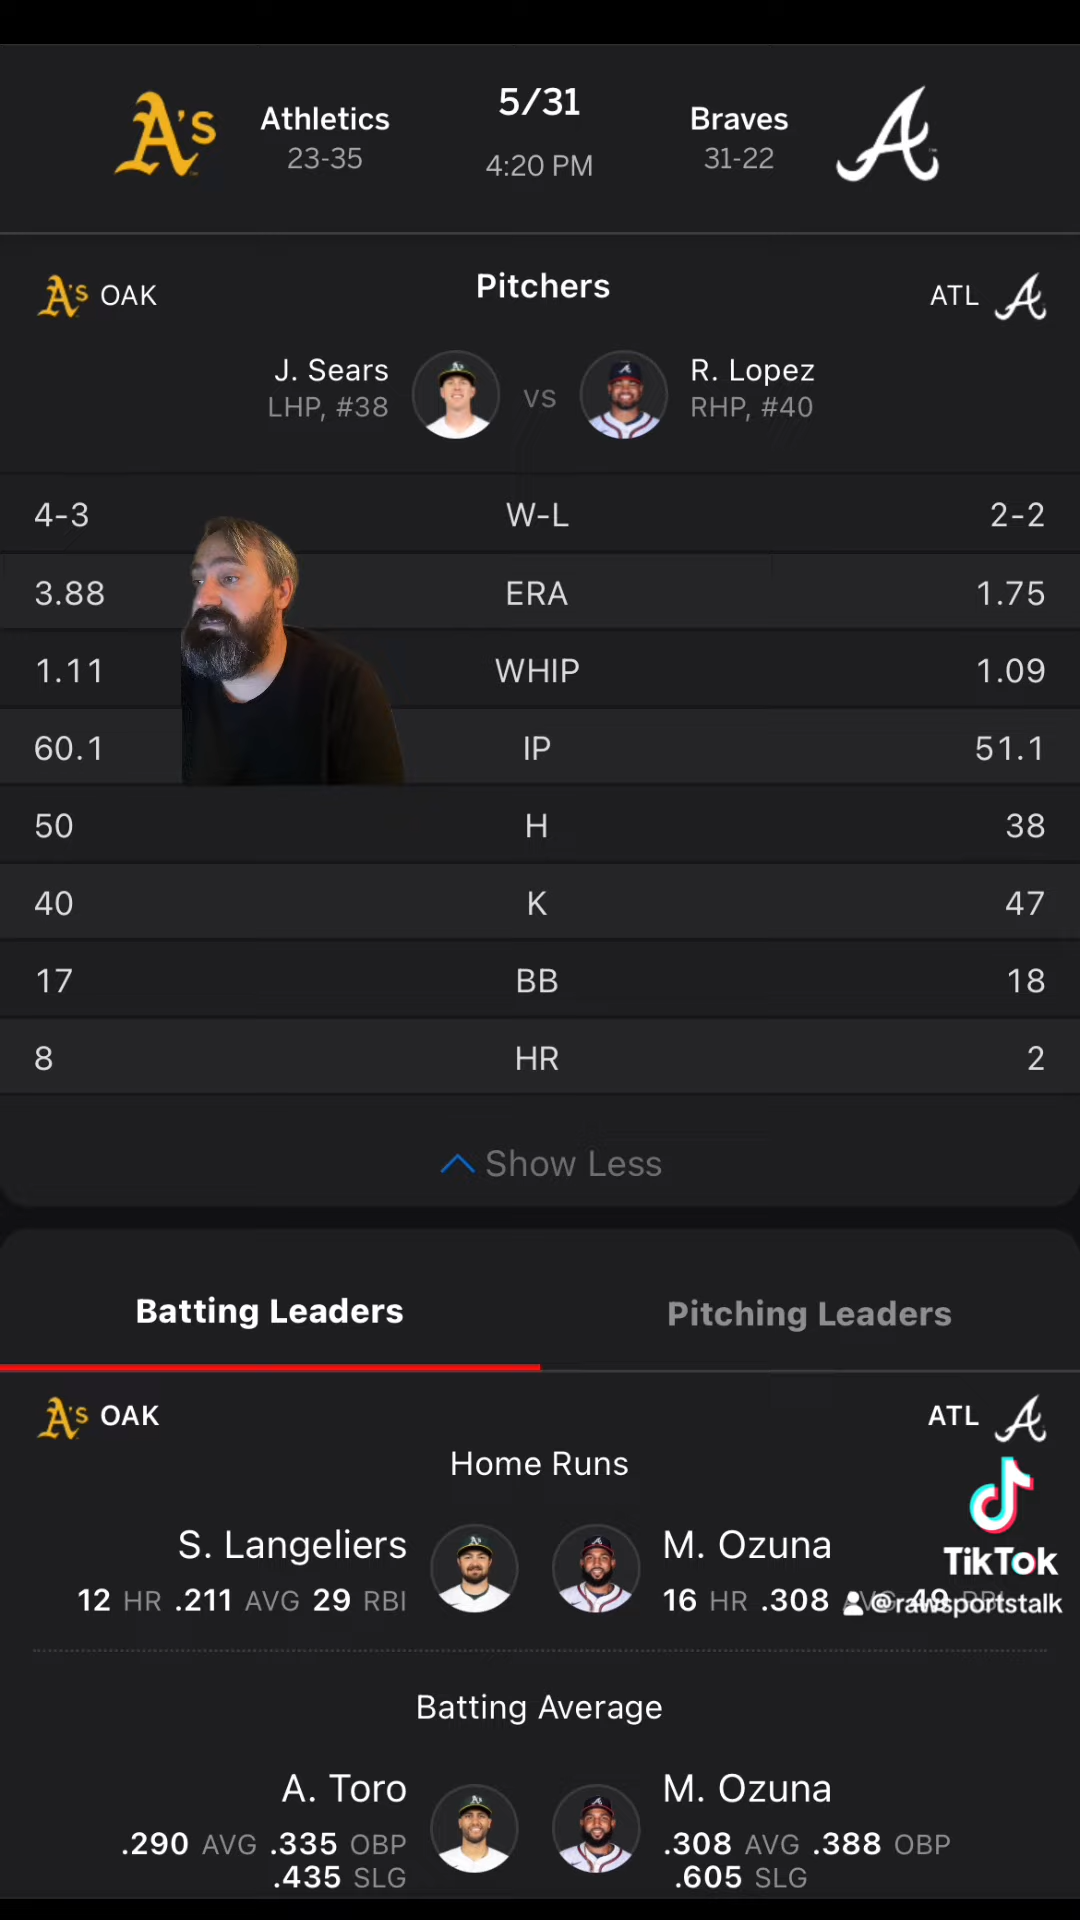 A's
Athletics
23-35
5/31
4:20 PM
Braves
31-22
A
A's OAK
Pitchers
ATL A
J. Sears
LHP, #38
vs
R. Lopez
RHP, #40
4-3 W-L 2-2
3.88 ERA 1.75
1.11 WHIP 1.09
60.1 IP 51.1
50 H 38
40 K 47
17 BB 18
8 HR 2
Show Less
Batting Leaders
Pitching Leaders
A's OAK
ATL A
Home Runs
S. Langeliers
12 HR .211 AVG 29 RBI
M. Ozuna
16 HR .308 AVG 49 RBI
TikTok
@rawsportstalk
Batting Average
A. Toro
.290 AVG .335 OBP
.435 SLG
M. Ozuna
.308 AVG .388 OBP
.605 SLG